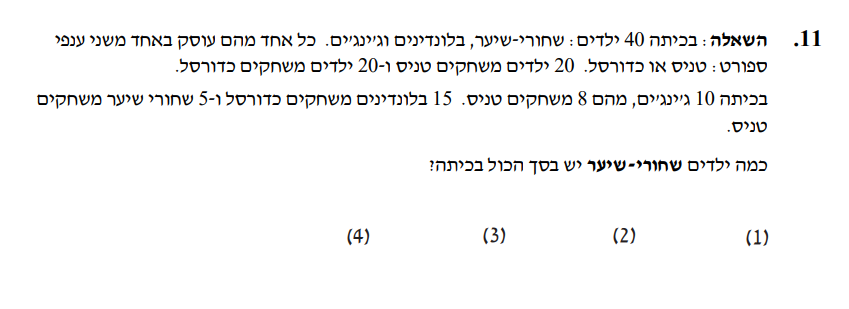 11. השאלה: בכיתה 40 ילדים: שחורי-שיער, בלונדינים וג׳ינג׳ים. כל אחד מהם עוסק באחד משני ענפי
ספורט: טניס או כדורסל. 20 ילדים משחקים טניס ו-20 ילדים משחקים כדורסל.
בכיתה 10 ג׳ינג׳ים, מהם 8 משחקים טניס. 15 בלונדינים משחקים כדורסל ו-5 שחורי שיער משחקים
טניס.
כמה ילדים שחורי-שיער יש בסך הכול בכיתה?
(1) (2) (3) (4)